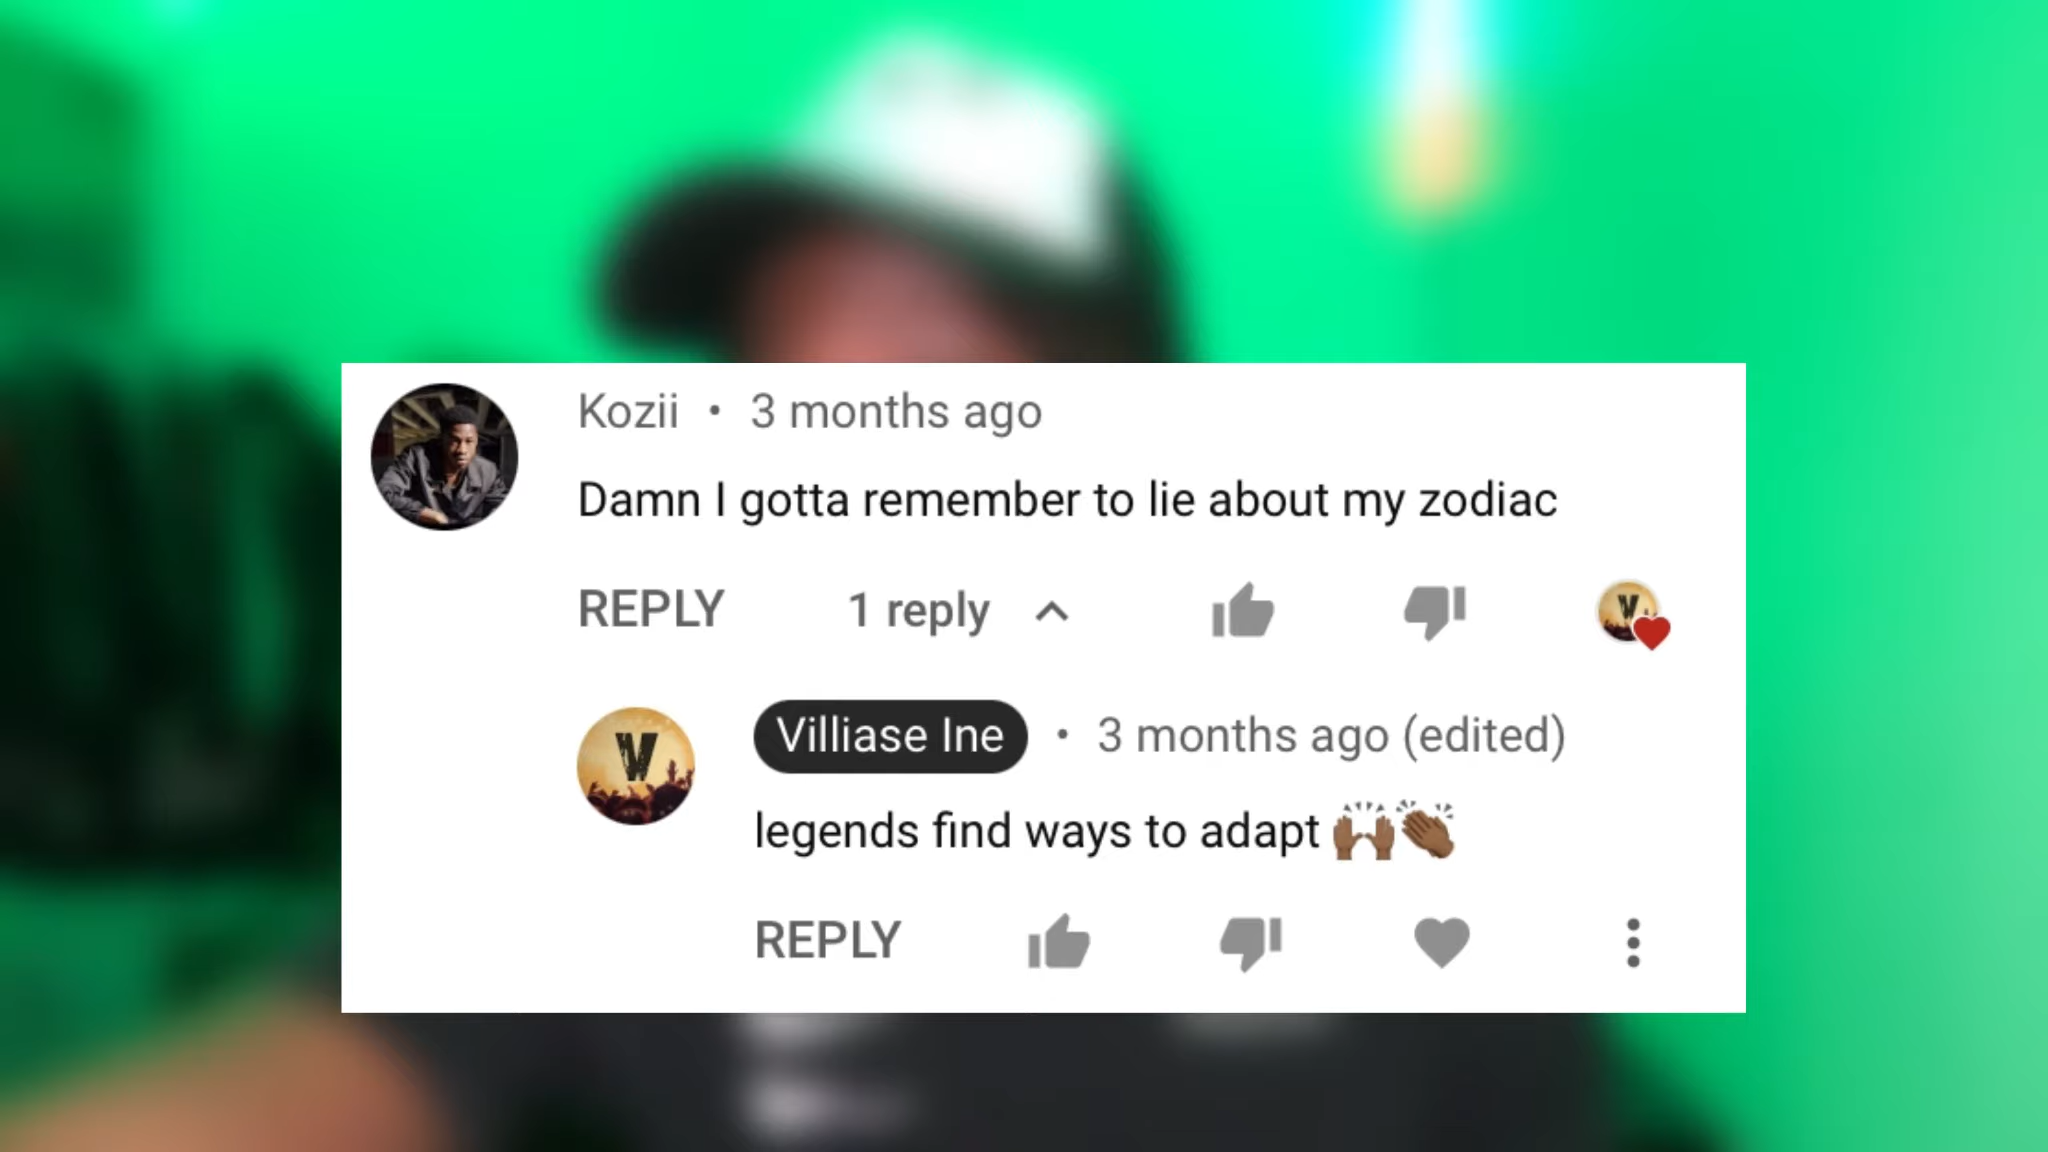 Kozii • 3 months ago
Damn I gotta remember to lie about my zodiac
REPLY 1 reply
V
Villiase Ine • 3 months ago (edited)
legends find ways to adapt 🙌🏾👏🏾
REPLY